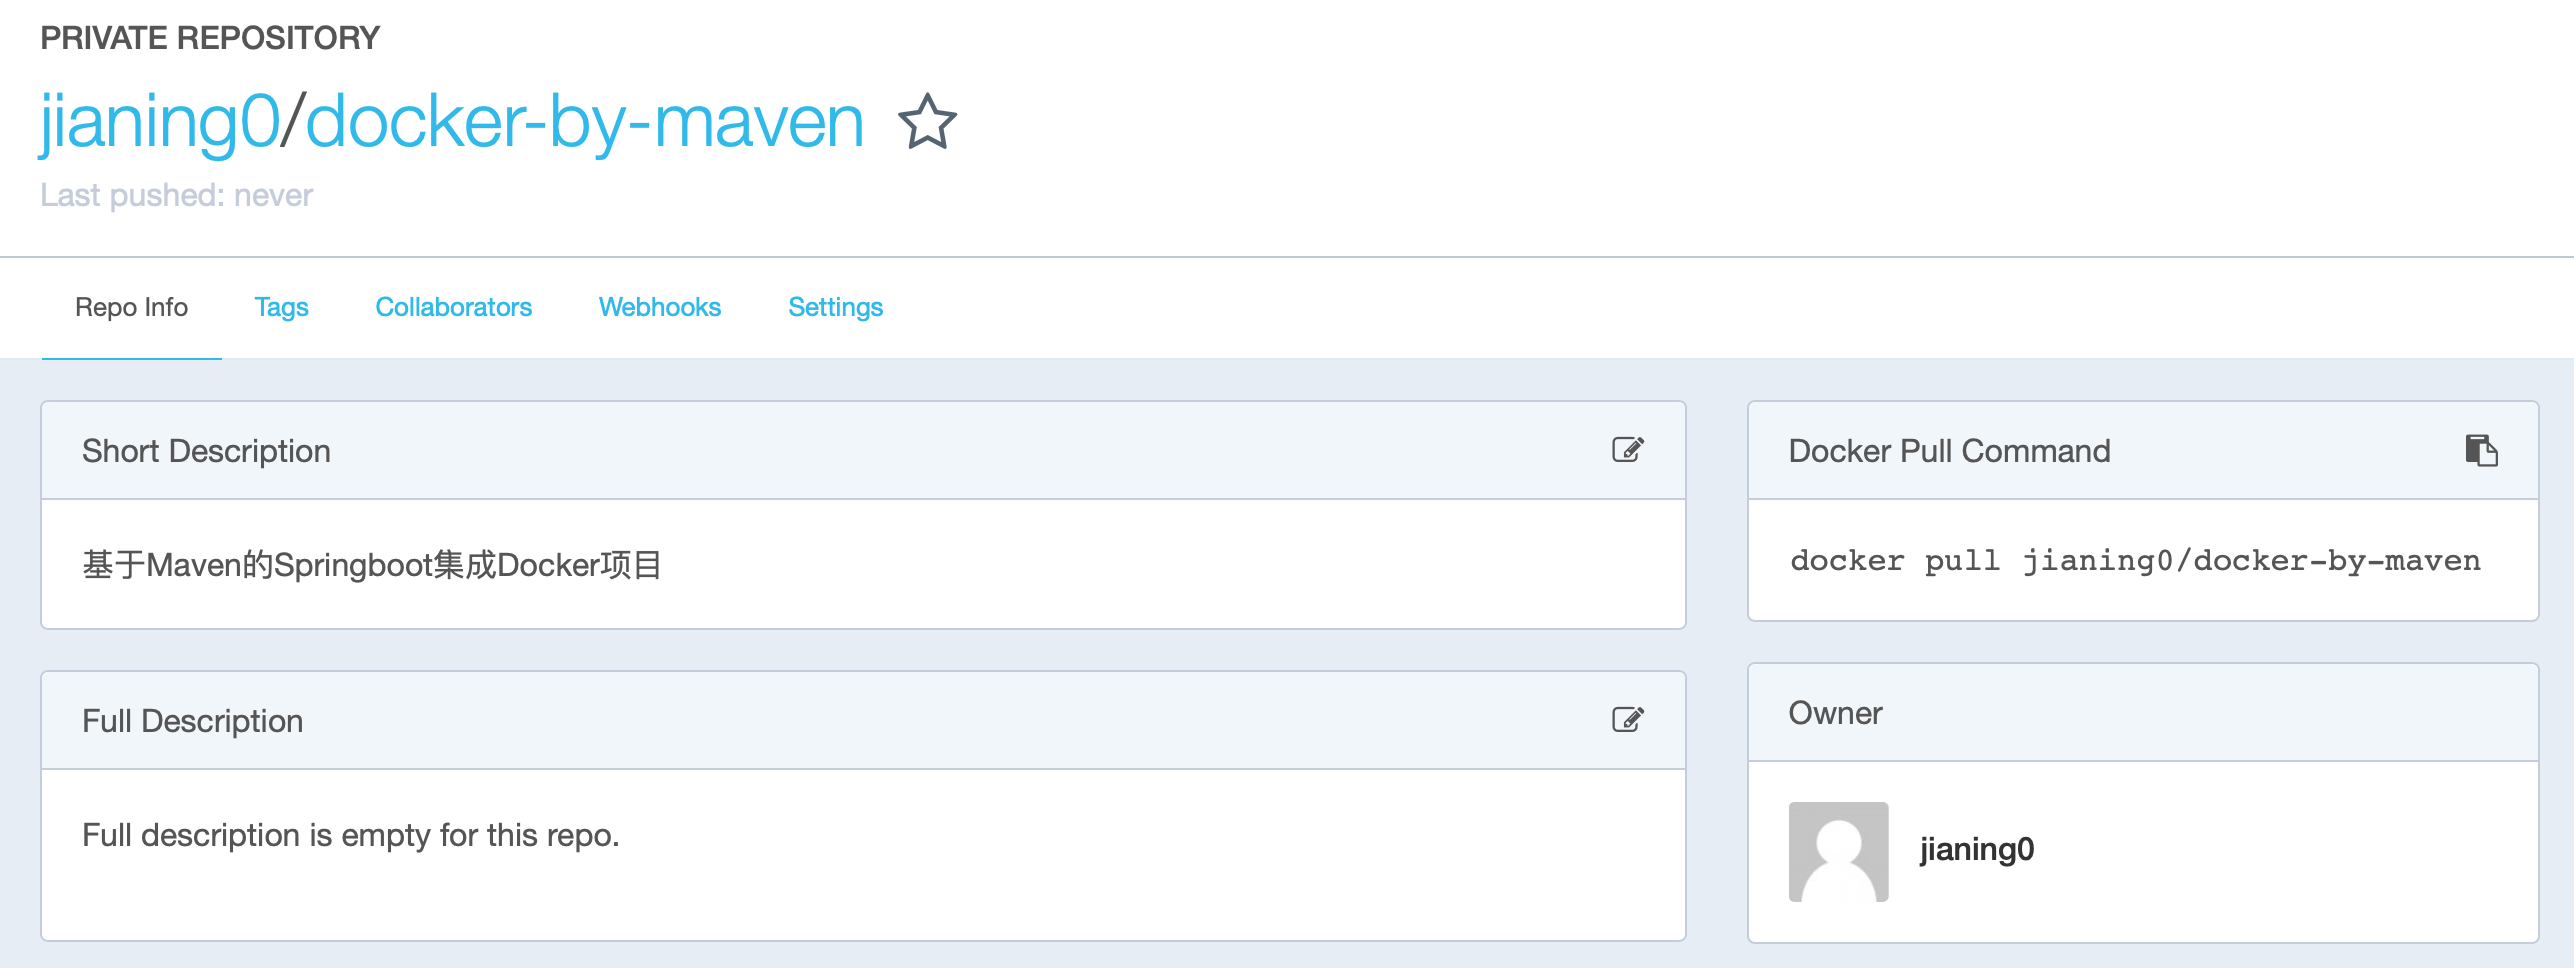 PRIVATE REPOSITORY
jianing0/docker-by-maven
Last pushed: never
Repo Info Tags Collaborators Webhooks Settings
Short Description
基于Maven的Springboot集成Docker项目
Full Description
Full description is empty for this repo.
Docker Pull Command
docker pull jianing0/docker-by-maven
Owner
jianing0